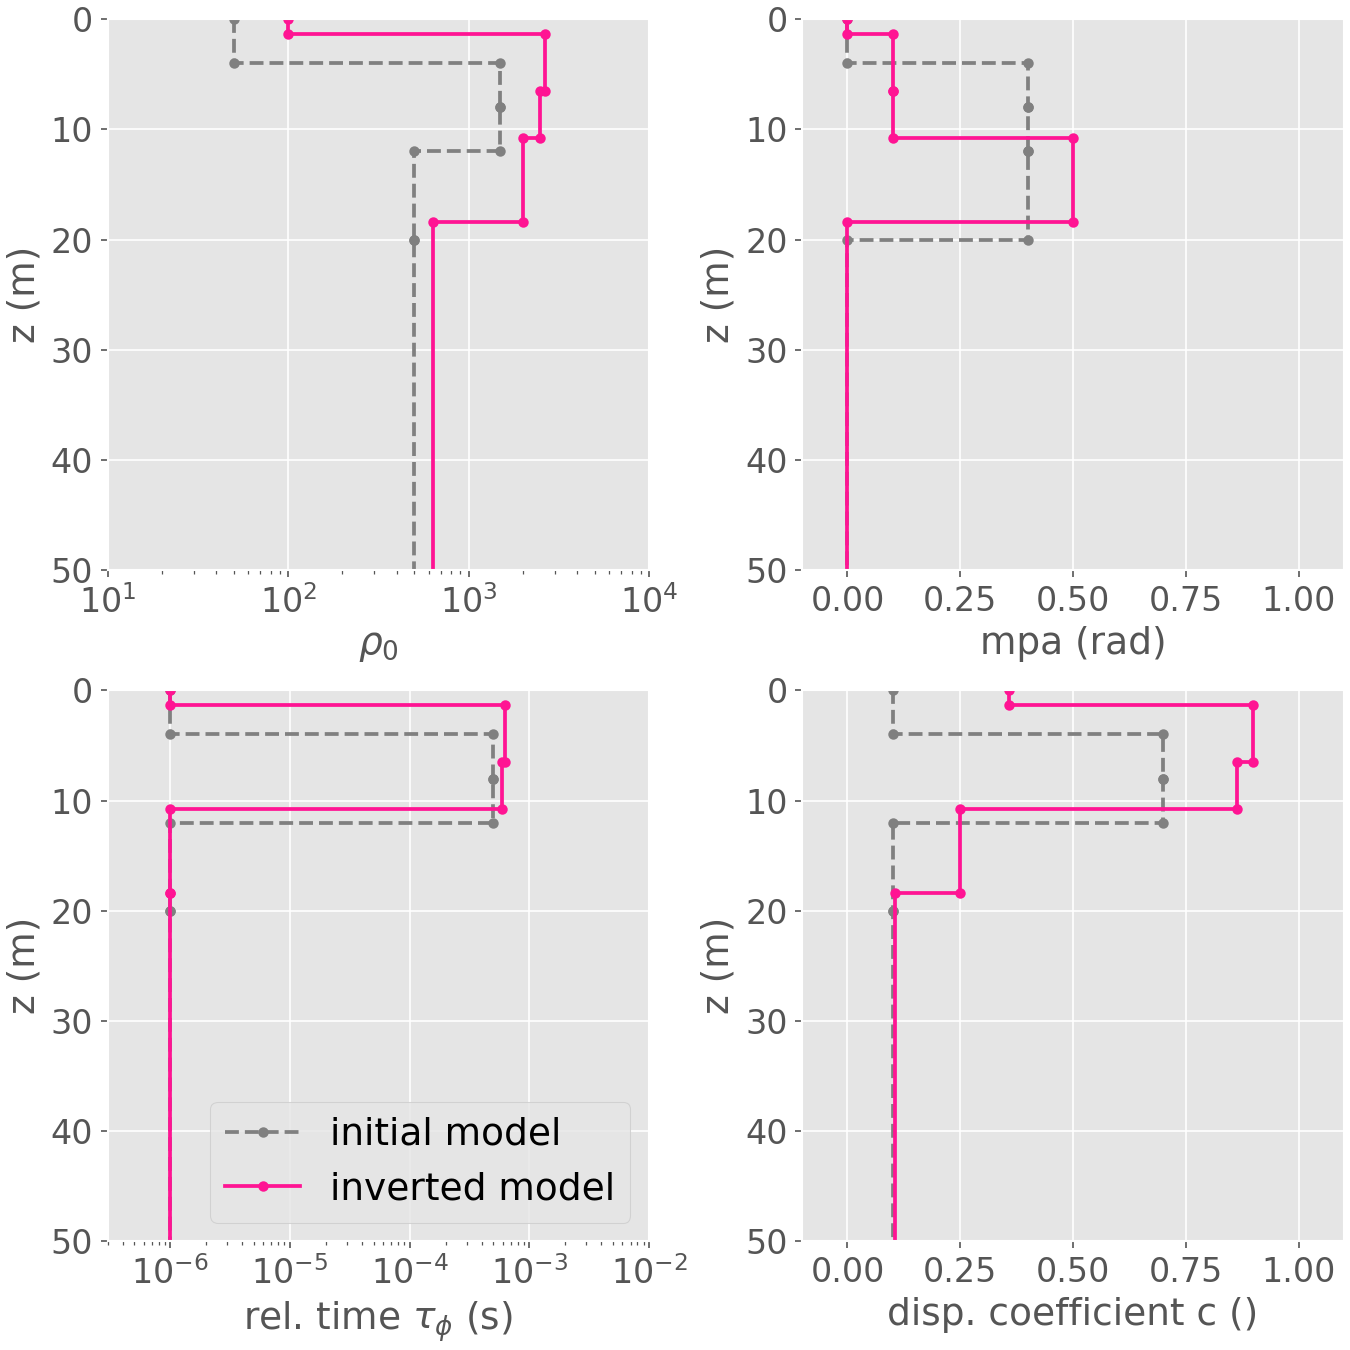 0
10
20
30
40
50
z (m)
10¹ 10² 10³ 10⁴
ρ₀
0
10
20
30
40
50
z (m)
0.00 0.25 0.50 0.75 1.00
mpa (rad)
0
10
20
30
40
50
z (m)
initial model
inverted model
10⁻⁶ 10⁻⁵ 10⁻⁴ 10⁻³ 10⁻²
rel. time τ_ϕ (s)
0
10
20
30
40
50
z (m)
0.00 0.25 0.50 0.75 1.00
disp. coefficient c ()